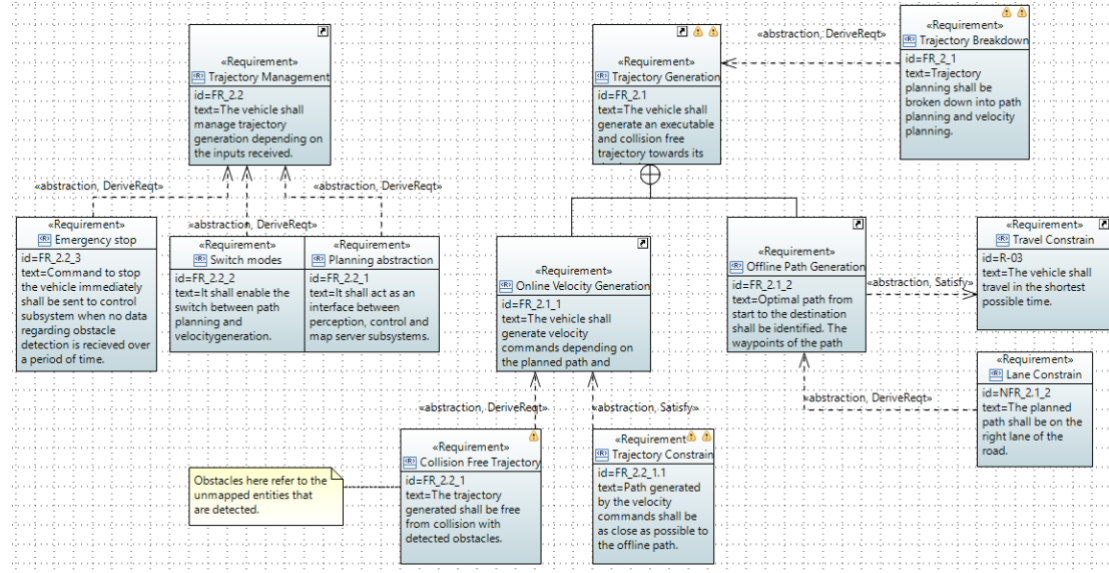 «Requirement»
Trajectory Management
id=FR_2.2
text=The vehicle shall
manage trajectory
generation depending on
the inputs received.
«Requirement»
Trajectory Generation
id=FR_2.1
text=The vehicle shall
generate an executable
and collision free
trajectory towards its
«abstraction, DeriveReqt»
«Requirement»
Trajectory Breakdown
id=FR_2_1
text=Trajectory
planning shall be
broken down into path
planning and velocity
planning.
«abstraction, DeriveReqt»
«abstraction, DeriveReqt»
«abstraction, DeriveReqt»
«Requirement»
Emergency stop
id=FR_2.2_3
text=Command to stop
the vehicle immediately
shall be sent to control
subsystem when no data
regarding obstacle
detection is recieved over
a period of time.
«Requirement»
Switch modes
id=FR_2.2_2
text=It shall enable the
switch between path
planning and
velocitygeneration.
«Requirement»
Planning abstraction
id=FR_2.2_1
text=It shall act as an
interface between
perception, control and
map server subsystems.
«Requirement»
Online Velocity Generation
id=FR_2.1_1
text=The vehicle shall
generate velocity
commands depending on
the planned path and
«Requirement»
Offline Path Generation
id=FR_2.1_2
text=Optimal path from
start to the destination
shall be identified. The
waypoints of the path
«abstraction, Satisfy»
«Requirement»
Travel Constrain
id=R-03
text=The vehicle shall
travel in the shortest
possible time.
«abstraction, DeriveReqt»
«Requirement»
Lane Constrain
id=NFR_2.1_2
text=The planned
path shall be on the
right lane of the
road.
«abstraction, DeriveReqt»
«abstraction, Satisfy»
«Requirement»
Collision Free Trajectory
id=FR_2.2_1
text=The trajectory
generated shall be free
from collision with
detected obstacles.
«Requirement»
Trajectory Constrain
id=FR_2.2_1.1
text=Path generated
by the velocity
commands shall be
as close as possible to
the offline path.
Obstacles here refer to the
unmapped entities that
are detected.